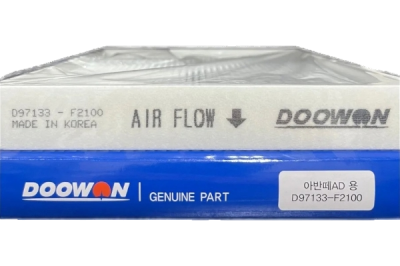 D97133 - F2100
MADE IN KOREA
AIR FLOW ↓
DOOWON
DOOWON
GENUINE PART
아반떼AD 용
D97133-F2100